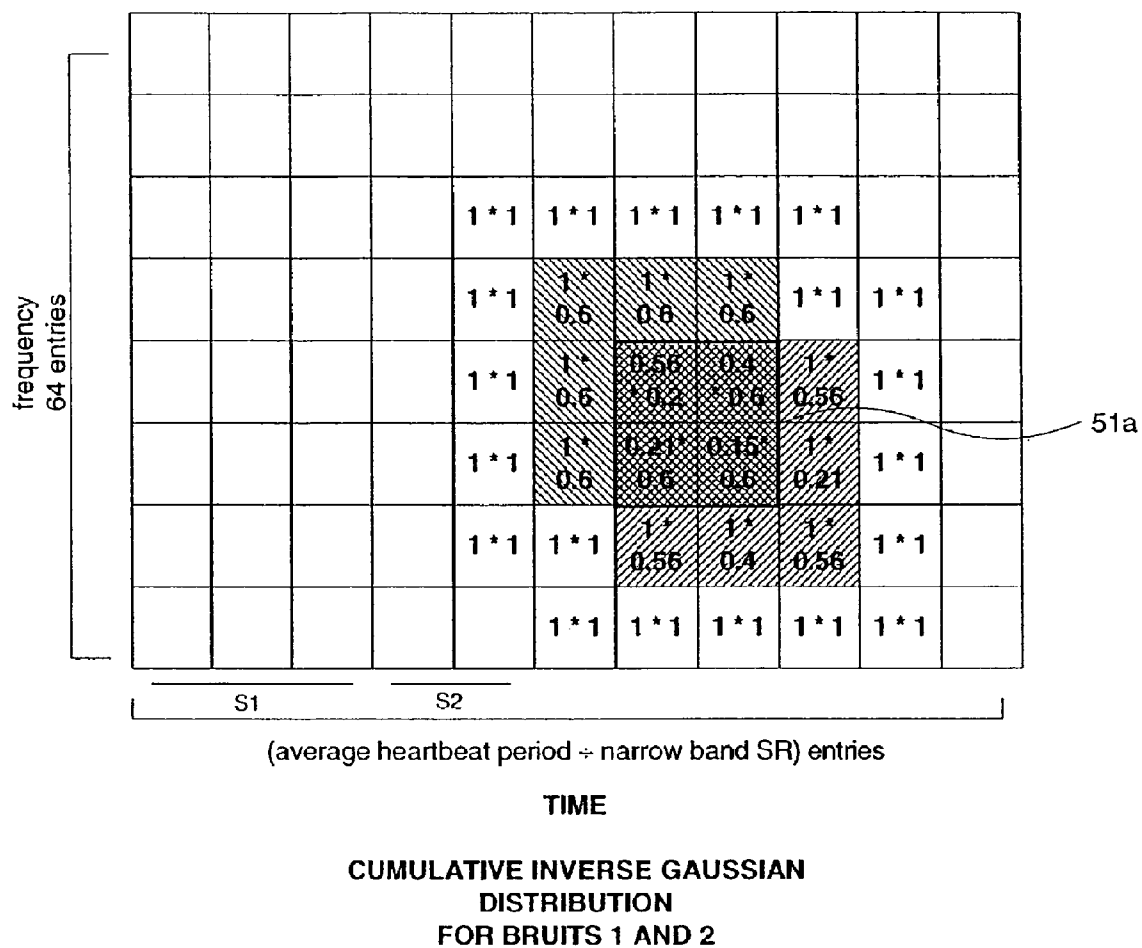 frequency
64 entries
1 * 1 1 * 1 1 * 1 1 * 1 1 * 1
1 * 1 1 * 0.6 1 * 0.6 1 * 0.6 1 * 1 1 * 1
1 * 1 1 * 0.6 0.56 * 0.2 0.4 * 0.6 1 * 0.56 1 * 1
51a
1 * 1 1 * 0.6 0.21 * 0.6 0.15 * 0.6 1 * 0.21 1 * 1
1 * 1 1 * 1 1 * 0.56 1 * 0.4 1 * 0.56 1 * 1
1 * 1 1 * 1 1 * 1 1 * 1 1 * 1
S1 S2
(average heartbeat period ÷ narrow band SR) entries
TIME
CUMULATIVE INVERSE GAUSSIAN
DISTRIBUTION
FOR BRUITS 1 AND 2